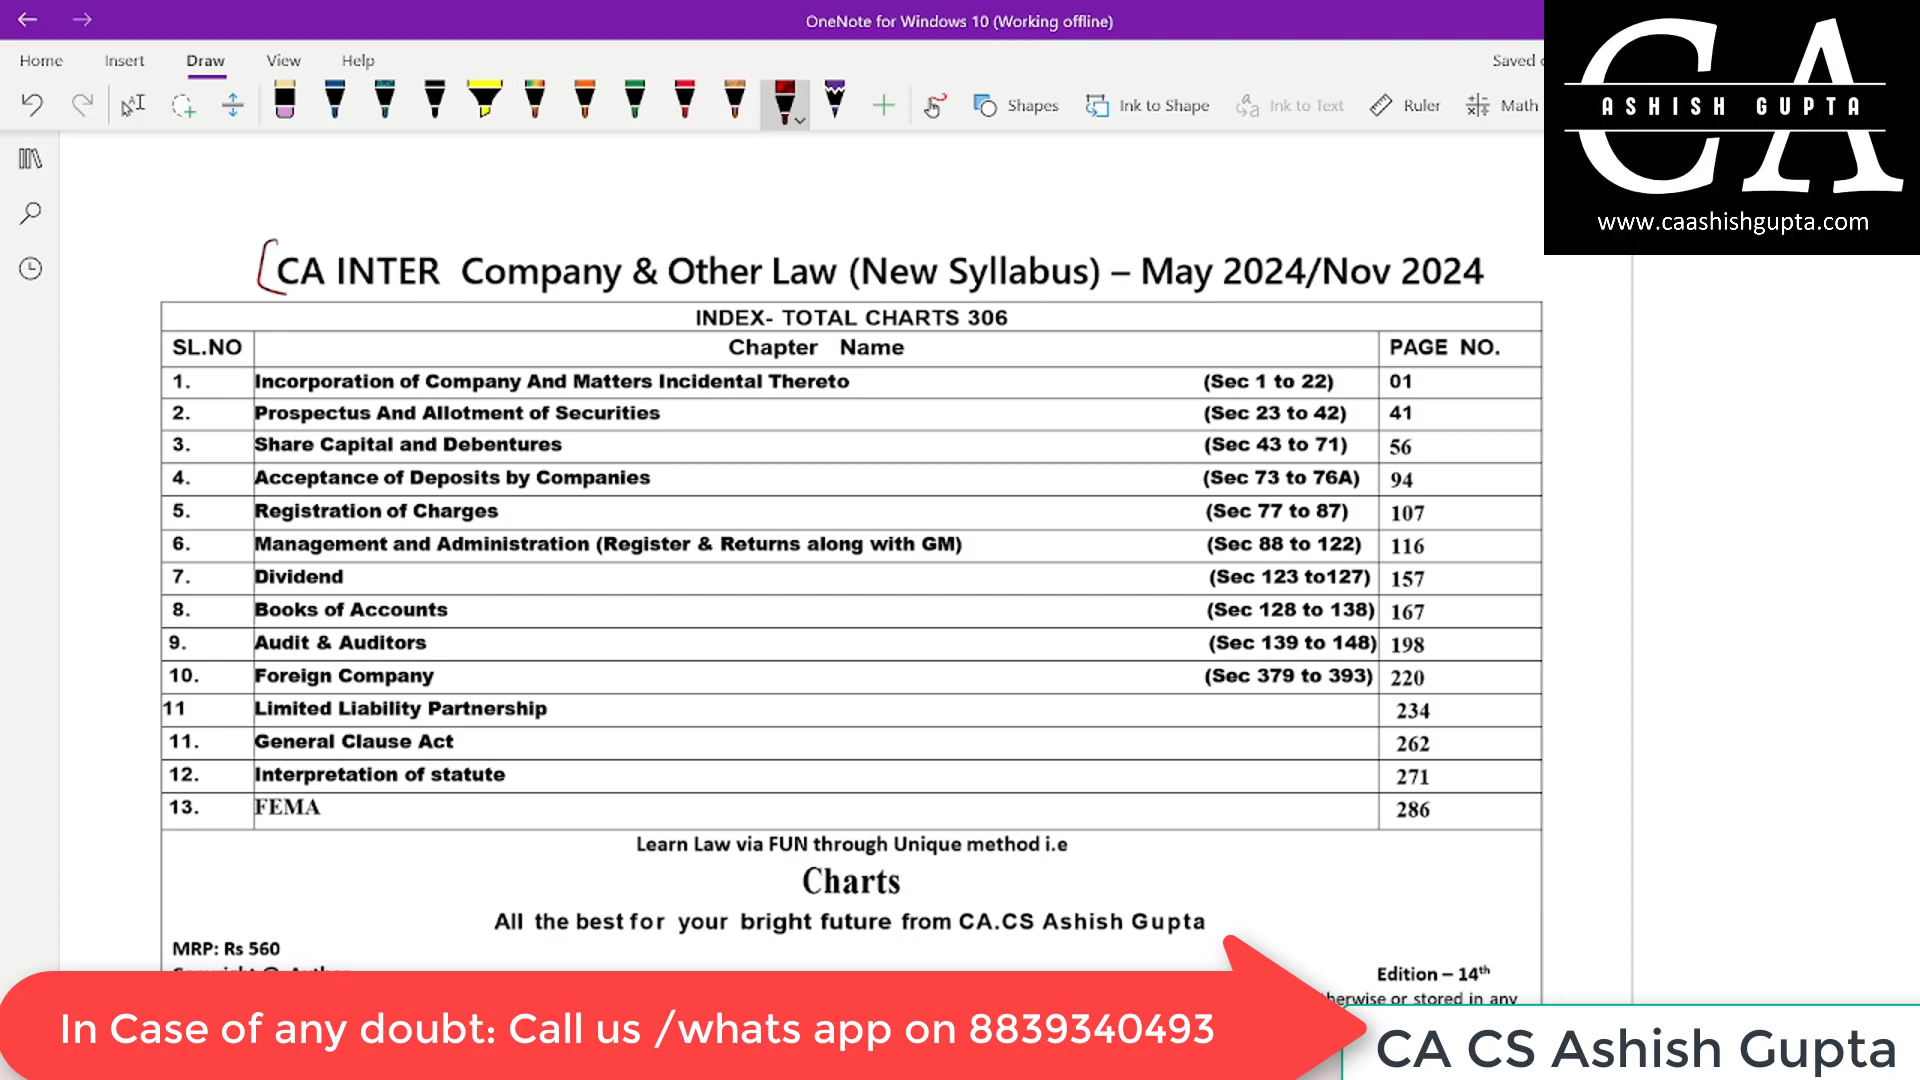 OneNote for Windows 10 (Working offline)
Home Insert Draw View Help Saved
Shapes Ink to Shape Ink to Text Ruler Math
CA
ASHISH GUPTA
www.caashishgupta.com
CA INTER Company & Other Law (New Syllabus) – May 2024/Nov 2024
INDEX- TOTAL CHARTS 306
SL.NO Chapter Name PAGE NO.
1. Incorporation of Company And Matters Incidental Thereto (Sec 1 to 22) 01
2. Prospectus And Allotment of Securities (Sec 23 to 42) 41
3. Share Capital and Debentures (Sec 43 to 71) 56
4. Acceptance of Deposits by Companies (Sec 73 to 76A) 94
5. Registration of Charges (Sec 77 to 87) 107
6. Management and Administration (Register & Returns along with GM) (Sec 88 to 122) 116
7. Dividend (Sec 123 to127) 157
8. Books of Accounts (Sec 128 to 138) 167
9. Audit & Auditors (Sec 139 to 148) 198
10. Foreign Company (Sec 379 to 393) 220
11 Limited Liability Partnership 234
11. General Clause Act 262
12. Interpretation of statute 271
13. FEMA 286
Learn Law via FUN through Unique method i.e
Charts
All the best for your bright future from CA.CS Ashish Gupta
MRP: Rs 560
Edition – 14th
or stored in any
In Case of any doubt: Call us /whats app on 8839340493
CA CS Ashish Gupta